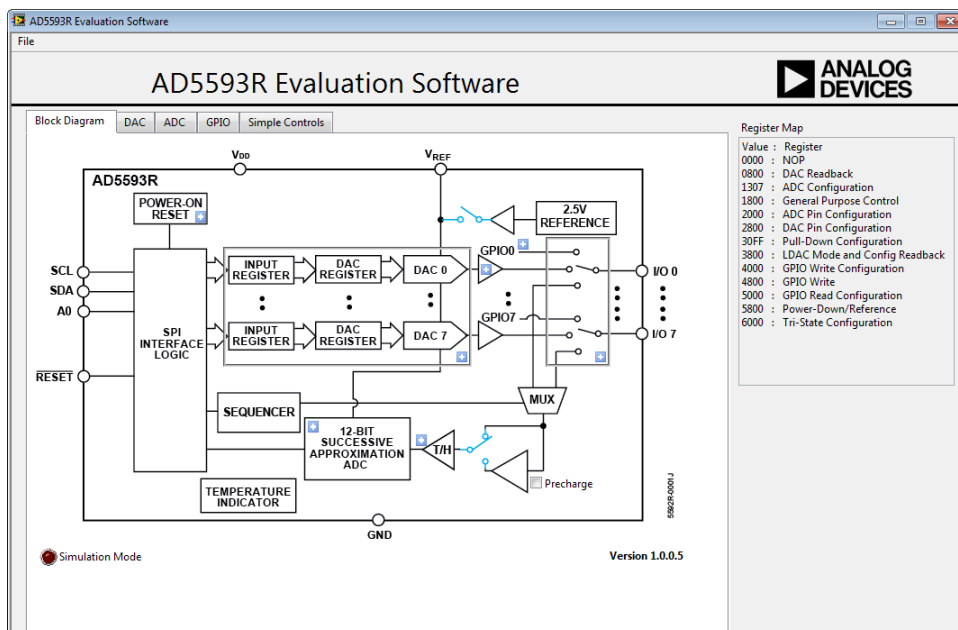 AD5593R Evaluation Software
File
AD5593R Evaluation Software
ANALOG
DEVICES
Block Diagram
DAC
ADC
GPIO
Simple Controls
VDD
VREF
AD5593R
POWER-ON
RESET
2.5V
REFERENCE
SCL
SDA
A0
RESET
SPI
INTERFACE
LOGIC
INPUT
REGISTER
DAC
REGISTER
DAC 0
GPIO0
I/O 0
INPUT
REGISTER
DAC
REGISTER
DAC 7
GPIO7
I/O 7
SEQUENCER
MUX
12-BIT
SUCCESSIVE
APPROXIMATION
ADC
T/H
Precharge
TEMPERATURE
INDICATOR
GND
5592R-0001J
Simulation Mode
Version 1.0.0.5
Register Map
Value : Register
0000 : NOP
0800 : DAC Readback
1307 : ADC Configuration
1800 : General Purpose Control
2000 : ADC Pin Configuration
2800 : DAC Pin Configuration
30FF : Pull-Down Configuration
3800 : LDAC Mode and Config Readback
4000 : GPIO Write Configuration
4800 : GPIO Write
5000 : GPIO Read Configuration
5800 : Power-Down/Reference
6000 : Tri-State Configuration